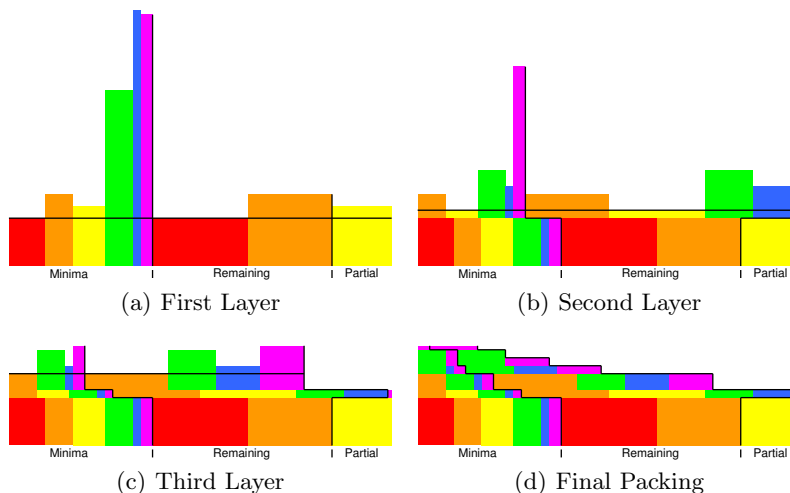 Minima Remaining Partial
(a) First Layer
Minima Remaining Partial
(b) Second Layer
Minima Remaining Partial
(c) Third Layer
Minima Remaining Partial
(d) Final Packing